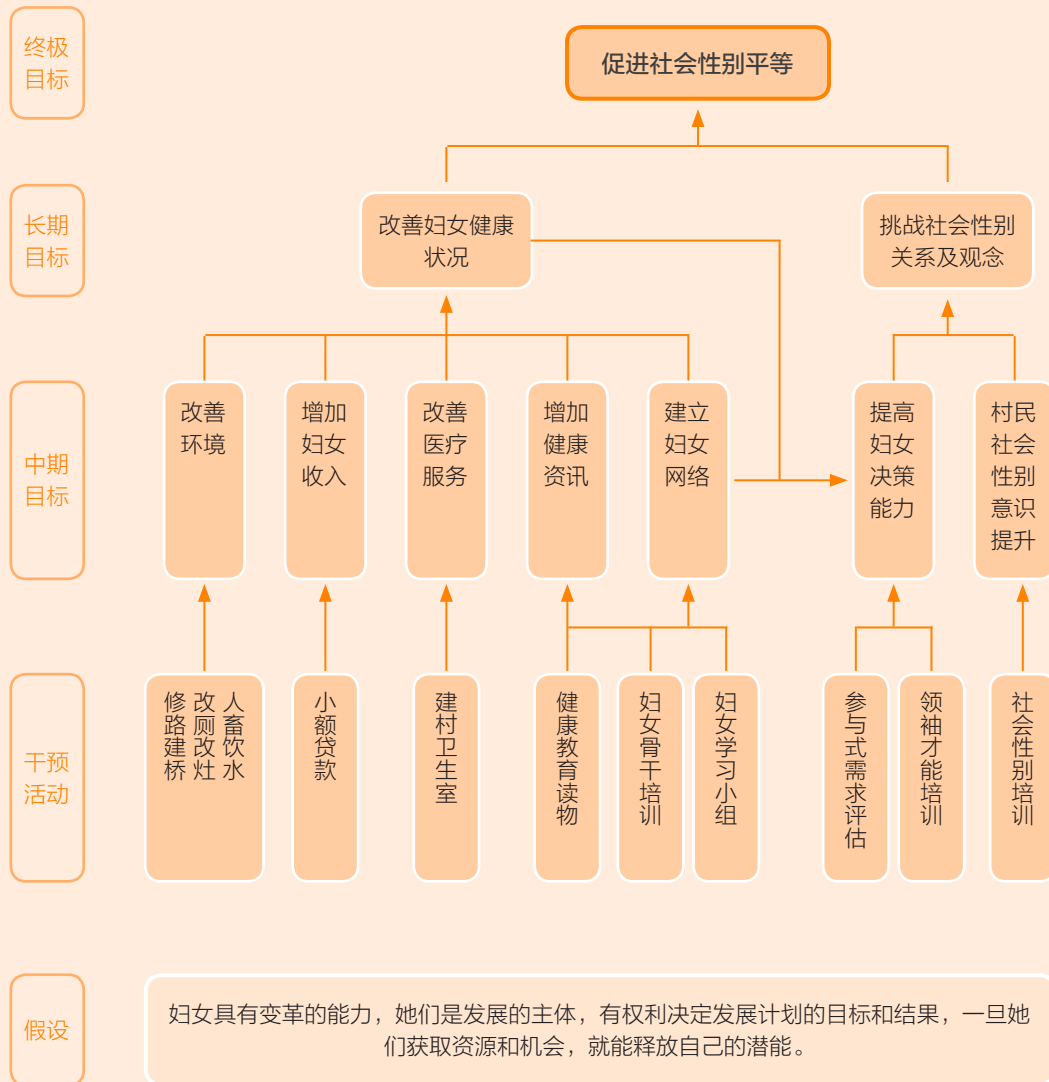 终极
目标
促进社会性别平等
长期
目标
改善妇女健康
状况
挑战社会性别
关系及观念
中期
目标
改善
环境
增加
妇女
收入
改善
医疗
服务
增加
健康
资讯
建立
妇女
网络
提高
妇女
决策
能力
村民
社会
性别
意识
提升
干预
活动
人畜饮水
改厕改灶
修路建桥
小额贷款
建村卫生室
健康教育读物
妇女骨干培训
妇女学习小组
参与式需求评估
领袖才能培训
社会性别培训
假设
妇女具有变革的能力，她们是发展的主体，有权利决定发展计划的目标和结果，一旦她
们获取资源和机会，就能释放自己的潜能。